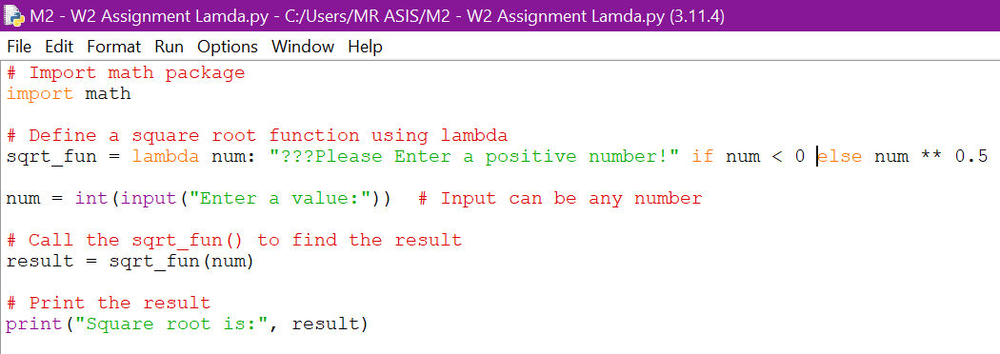 M2 - W2 Assignment Lamda.py - C:/Users/MR ASIS/M2 - W2 Assignment Lamda.py (3.11.4)
File Edit Format Run Options Window Help
# Import math package
import math
# Define a square root function using lambda
sqrt_fun = lambda num: "???Please Enter a positive number!" if num < 0 else num ** 0.5
num = int(input("Enter a value:"))  # Input can be any number
# Call the sqrt_fun() to find the result
result = sqrt_fun(num)
# Print the result
print("Square root is:", result)